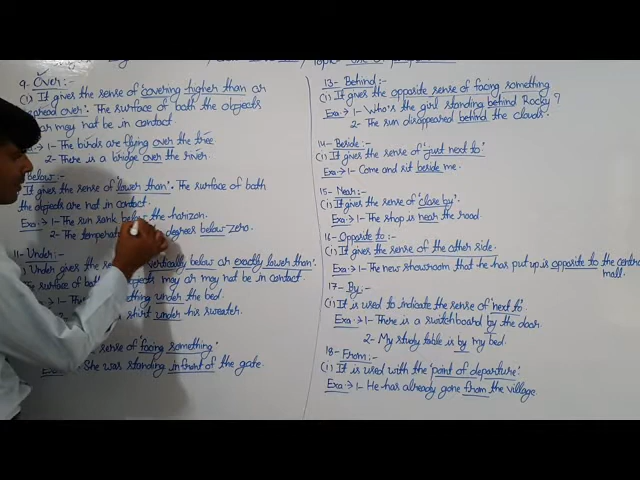 9. Over:-
(1) It gives the sense of 'covering higher than or
spread over'. The surface of both the objects
or may not be in contact
1- The birds are flying over the tree
2- There is a bridge over the river.
Below:-
It gives the sense of 'lower than'. The surface of both
the objects are not in contact.
Exa:→ 1- The sun sank below the horizon.
2- The degrees below-zero.
11- Under:-
Under gives the vertically below or exactly lower than'.
surface of both objects may or may not be in contact.
under the bed.
shirt under his sweater.
sense of 'facing something'
She was standing infront of the gate.
13- Behind:-
(1) It gives the opposite sense of facing something
Exa:→ 1- Who's the girl standing behind Rocky?
2- The sun disappeared behind the clouds.
14- Beside:-
(1) It gives the sense of 'just next to'
Exa:→ 1- Come and sit beside me.
15- Near:-
(1) It gives the sense of 'close by'.
Exa:→ 1- The shop is near the road.
16- Opposite to:-
(1) It gives the sense of the other side.
Exa:→ 1- The new showroom that he has put up is opposite to the central
mall.
17- By:-
(1) It is used to indicate the sense of 'next to.
Exa:→ 1- There is a switchboard by the door.
2- My study table is by my bed.
18- From:-
(1) It is used with the 'point of departure'.
Exa:→ 1- He has already gone from the village.